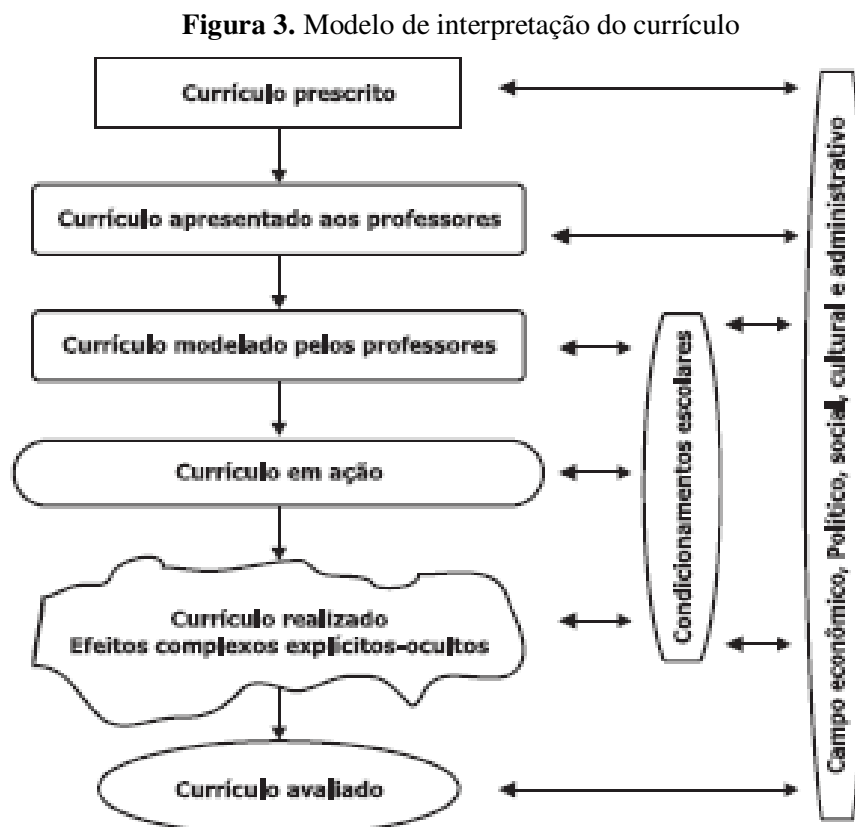 Figura 3. Modelo de interpretação do currículo
Currículo prescrito
Currículo apresentado aos professores
Currículo modelado pelos professores
Currículo em ação
Currículo realizado
Efeitos complexos explícitos-ocultos
Currículo avaliado
Condicionamentos escolares
Campo econômico, Político, social, cultural e administrativo